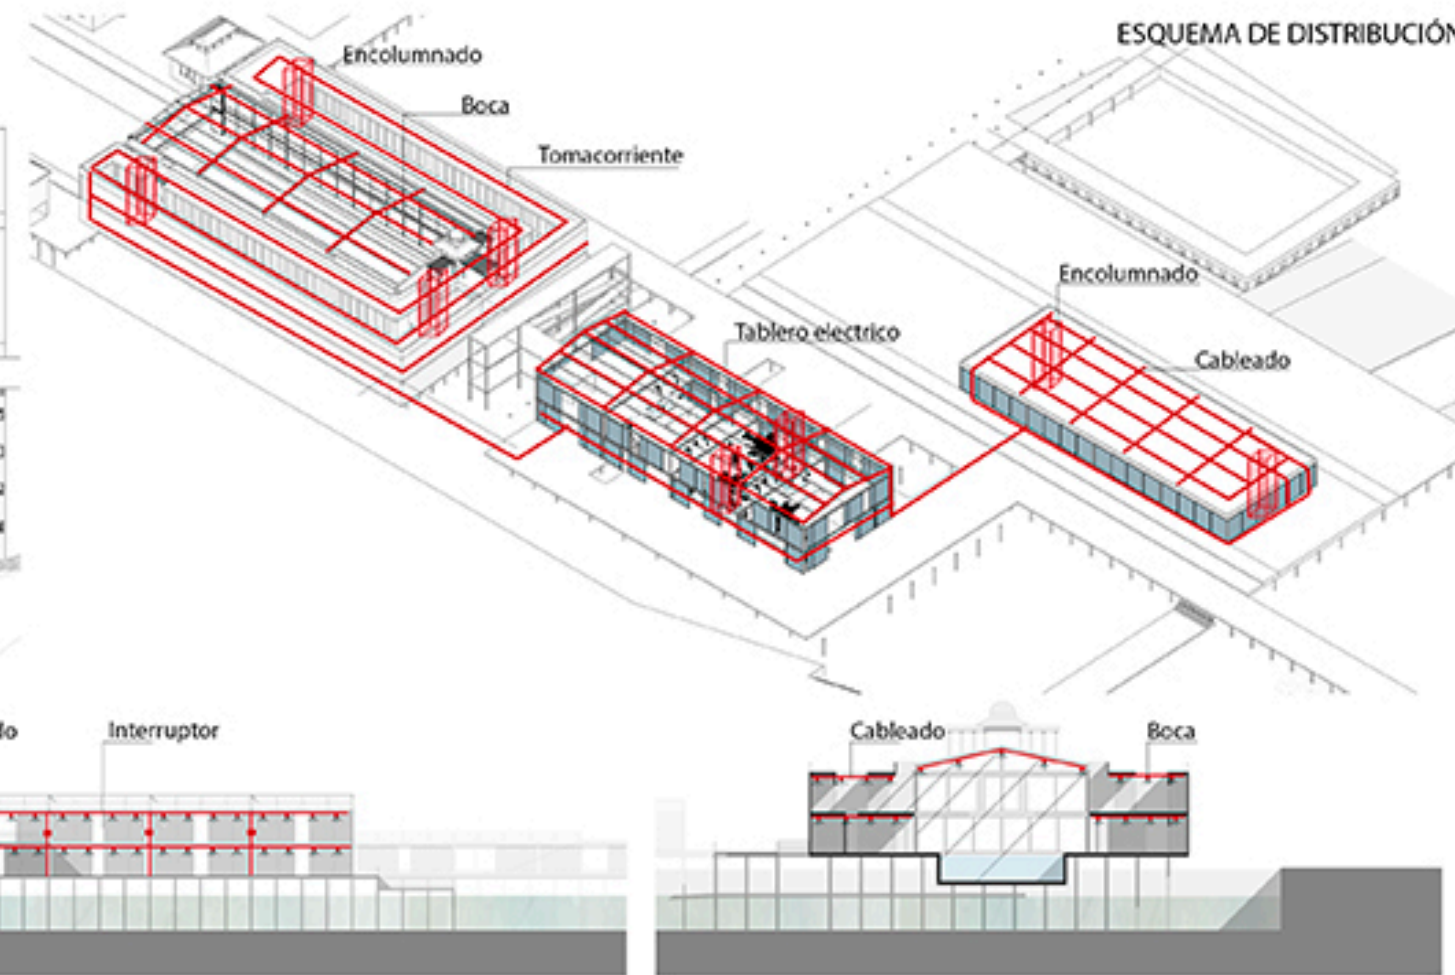 ESQUEMA DE DISTRIBUCIÓN
Encolumnado
Boca
Tomacorriente
Encolumnado
Tablero electrico
Cableado
Interruptor
Cableado
Boca